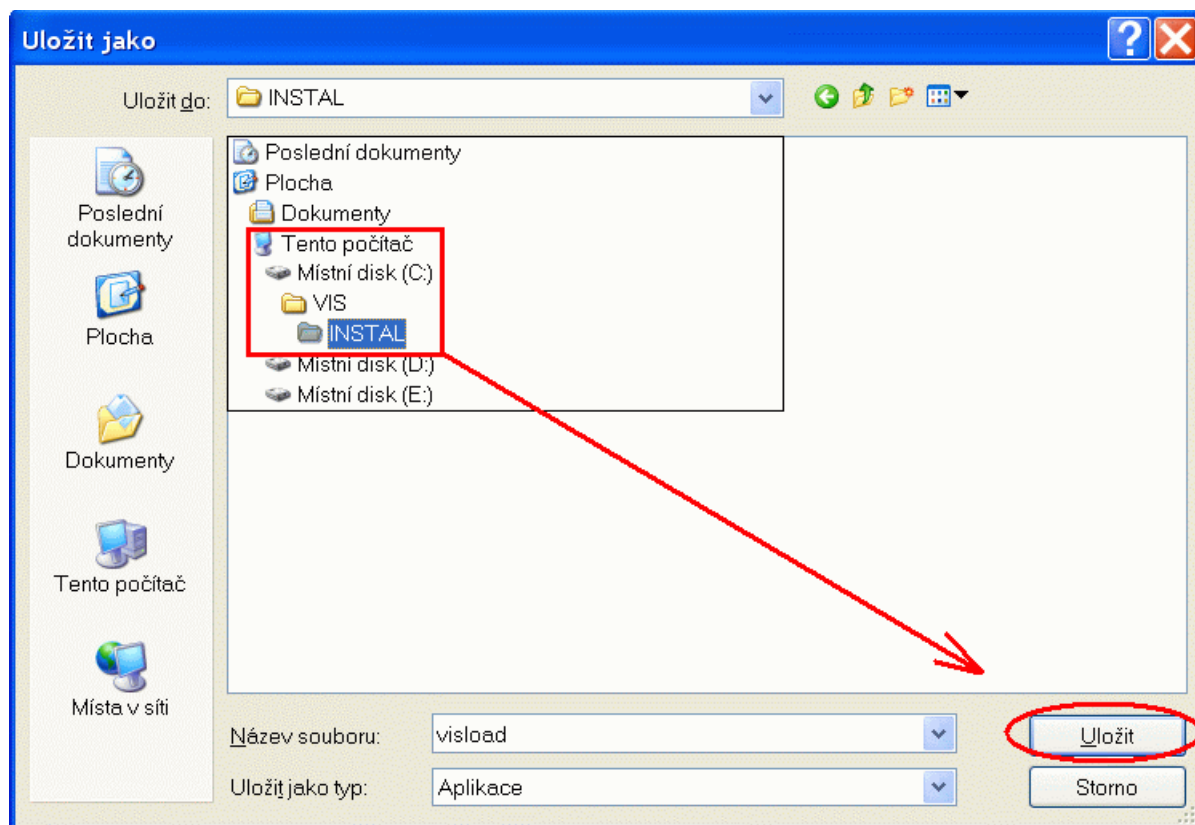 Uložit jako
Uložit do:
INSTAL
Poslední dokumenty
Plocha
Dokumenty
Tento počítač
Místní disk (C:)
VIS
INSTAL
Místní disk (D:)
Místní disk (E:)
Poslední
dokumenty
Plocha
Dokumenty
Tento počítač
Místa v síti
Název souboru:
visload
Uložit
Uložit jako typ:
Aplikace
Storno